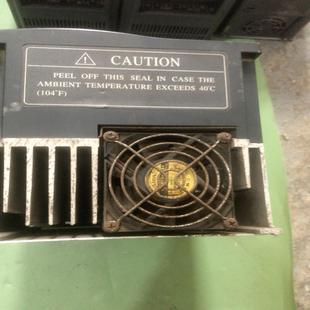 CAUTION
PEEL OFF THIS SEAL IN CASE THE
AMBIENT TEMPERATURE EXCEEDS 40℃
(104°F)